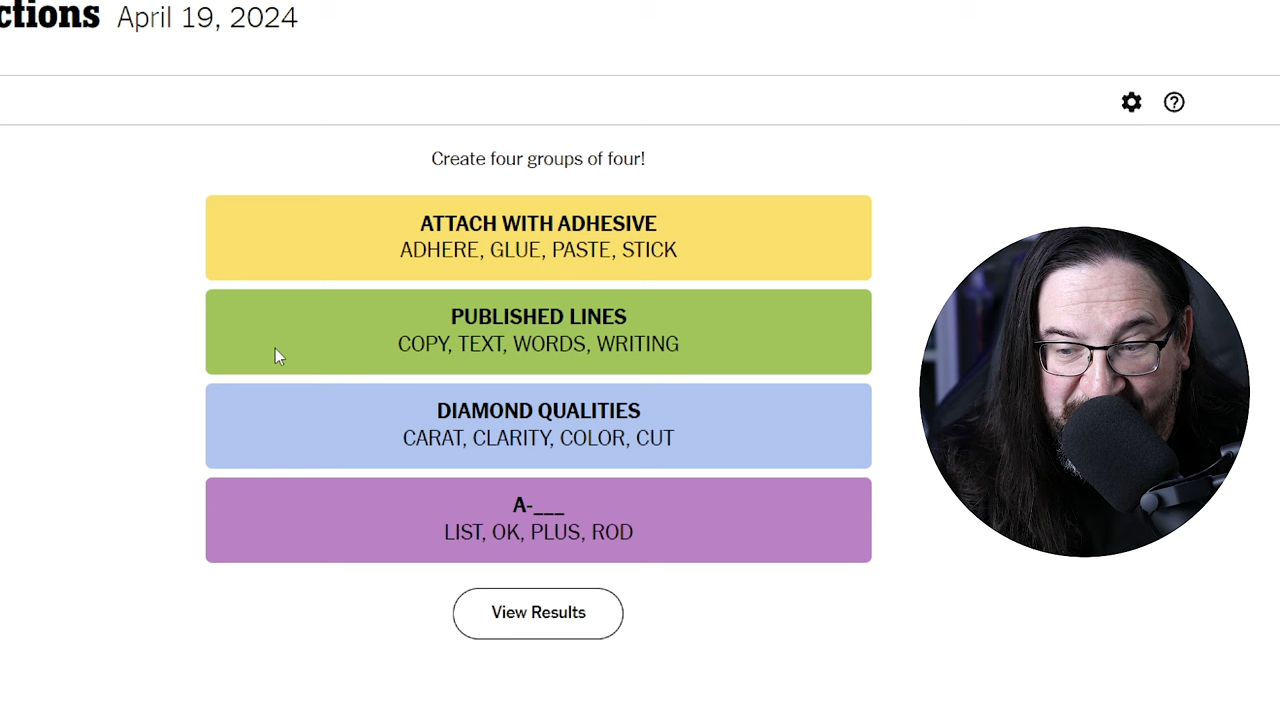 ctions April 19, 2024
Create four groups of four!
ATTACH WITH ADHESIVE
ADHERE, GLUE, PASTE, STICK
PUBLISHED LINES
COPY, TEXT, WORDS, WRITING
DIAMOND QUALITIES
CARAT, CLARITY, COLOR, CUT
A-___
LIST, OK, PLUS, ROD
View Results